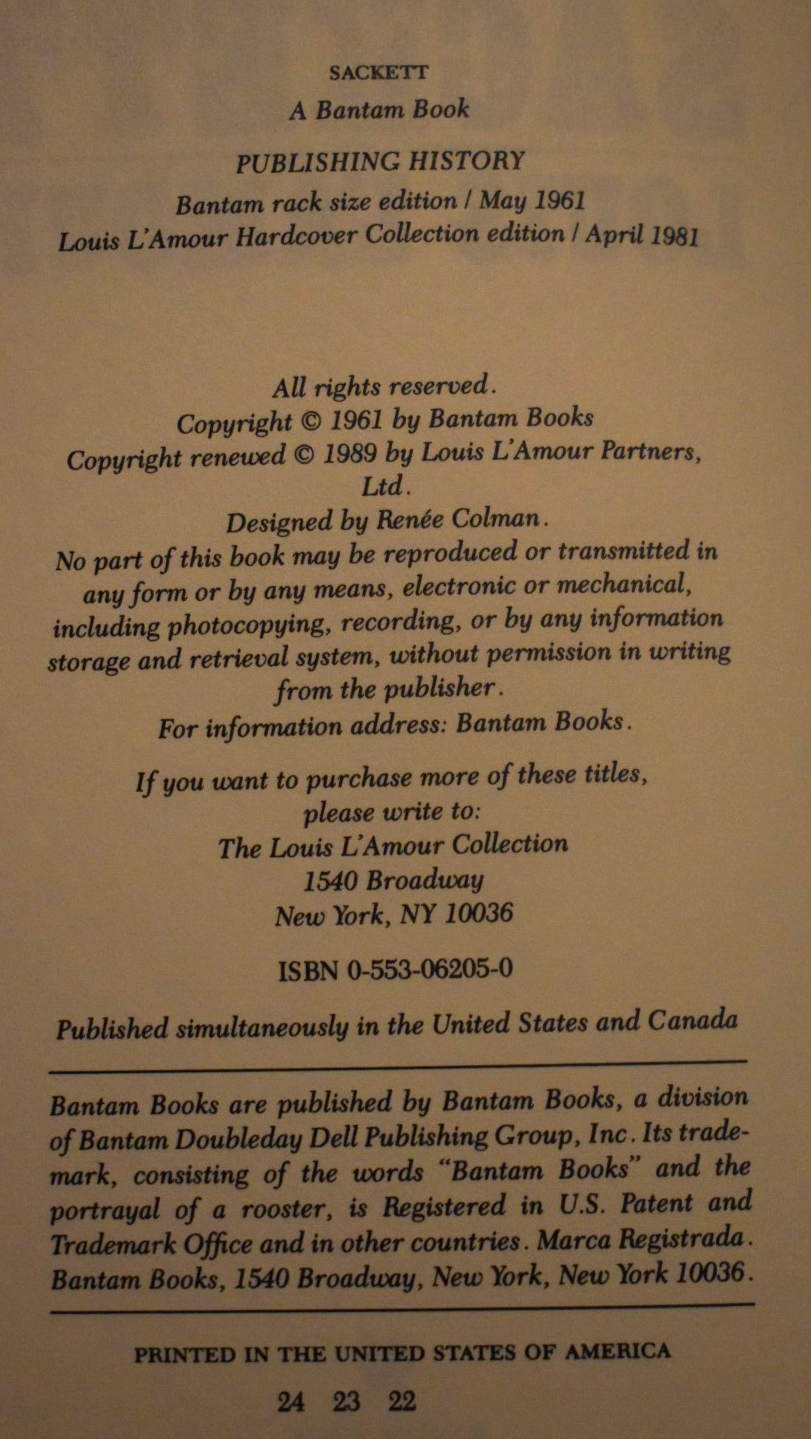 SACKETT
A Bantam Book
PUBLISHING HISTORY
Bantam rack size edition / May 1961
Louis L'Amour Hardcover Collection edition / April 1981
All rights reserved.
Copyright © 1961 by Bantam Books
Copyright renewed © 1989 by Louis L'Amour Partners,
Ltd.
Designed by Renée Colman.
No part of this book may be reproduced or transmitted in
any form or by any means, electronic or mechanical,
including photocopying, recording, or by any information
storage and retrieval system, without permission in writing
from the publisher.
For information address: Bantam Books.
If you want to purchase more of these titles,
please write to:
The Louis L'Amour Collection
1540 Broadway
New York, NY 10036
ISBN 0-553-06205-0
Published simultaneously in the United States and Canada
Bantam Books are published by Bantam Books, a division
of Bantam Doubleday Dell Publishing Group, Inc. Its trade-
mark, consisting of the words “Bantam Books” and the
portrayal of a rooster, is Registered in U.S. Patent and
Trademark Office and in other countries. Marca Registrada.
Bantam Books, 1540 Broadway, New York, New York 10036.
PRINTED IN THE UNITED STATES OF AMERICA
24 23 22